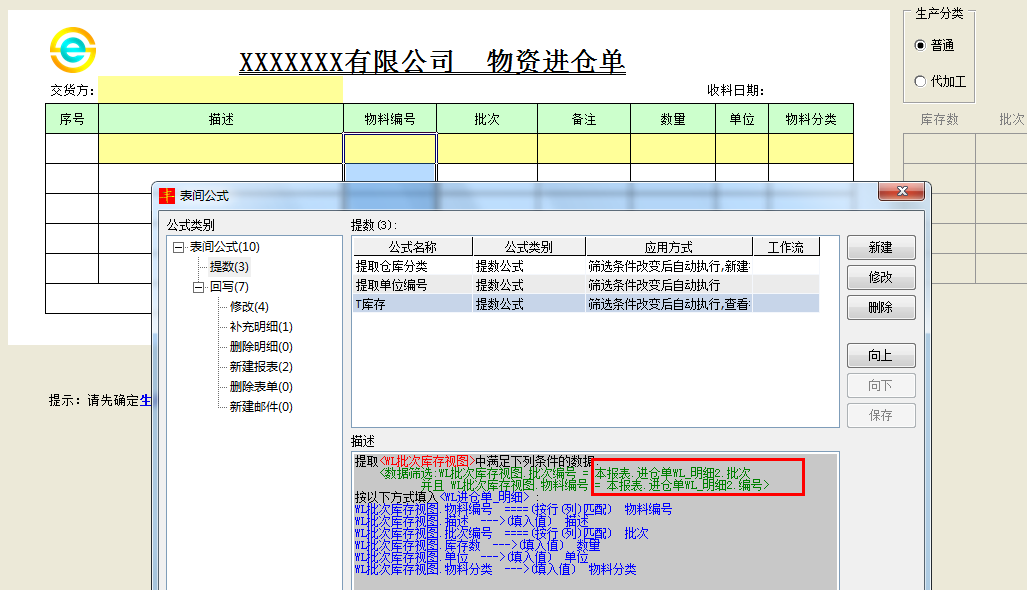 生产分类
普通
代加工
XXXXXXX有限公司 物资进仓单
交货方： 收料日期：
序号 描述 物料编号 批次 备注 数量 单位 物料分类 库存数 批次
表间公式
公式类别
表间公式(10)
提数(3)
回写(7)
修改(4)
补充明细(1)
删除明细(0)
新建报表(2)
删除表单(0)
新建邮件(0)
提数(3)：
公式名称 公式类别 应用方式 工作流
提取仓库分类 提数公式 筛选条件改变后自动执行,新建
提取单位编号 提数公式 筛选条件改变后自动执行
T库存 提数公式 筛选条件改变后自动执行,查看
新建
修改
删除
向上
向下
保存
提示：请先确定生
描述
提取<WL批次库存视图>中满足下列条件的数据:
<数据筛选:WL批次库存视图.批次编号 = 本报表.进仓单WL_明细2.批次
并且 WL批次库存视图.物料编号 = 本报表.进仓单WL_明细2.编号>
按以下方式填入<WL进仓单_明细>：
WL批次库存视图.物料编号 ====(按行(列)匹配) 物料编号
WL批次库存视图.描述 --->(填入值) 描述
WL批次库存视图.批次编号 ====(按行(列)匹配) 批次
WL批次库存视图.库存数 --->(填入值) 数量
WL批次库存视图.单位 --->(填入值) 单位
WL批次库存视图.物料分类 --->(填入值) 物料分类